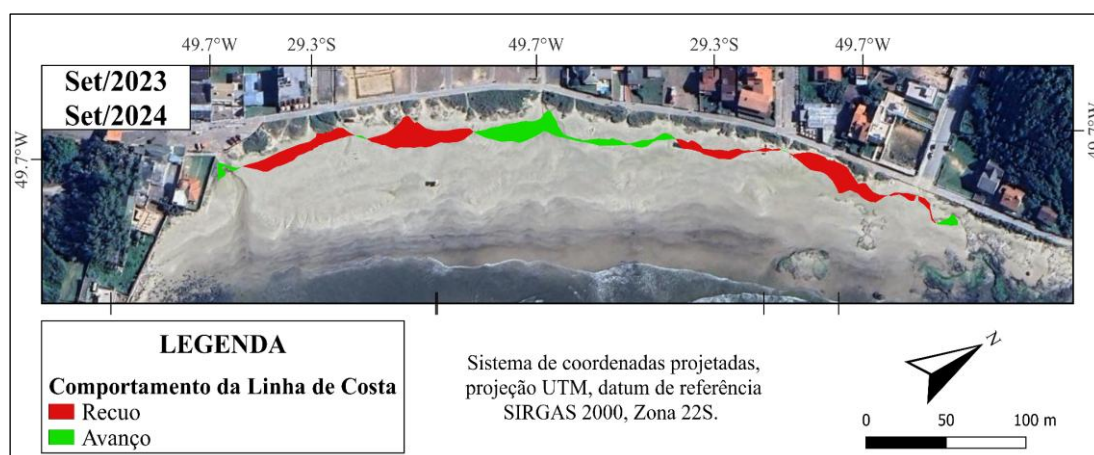 49.7°W 29.3°S 49.7°W 29.3°S 49.7°W
Set/2023
Set/2024
49.7°W
49.7°W
LEGENDA
Comportamento da Linha de Costa
Recuo
Avanço
Sistema de coordenadas projetadas,
projeção UTM, datum de referência
SIRGAS 2000, Zona 22S.
N
0 50 100 m